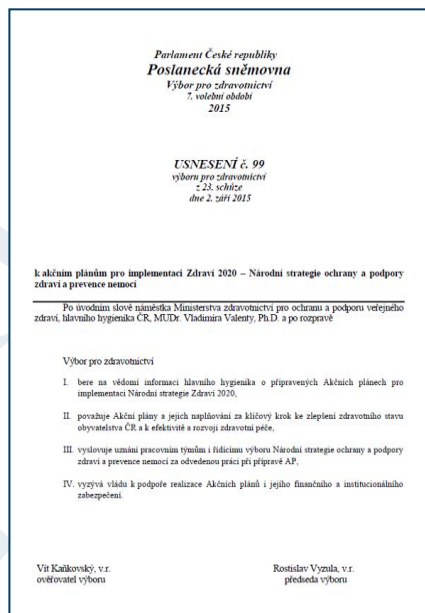 Parlament České republiky
Poslanecká sněmovna
Výbor pro zdravotnictví
7. volební období
2015
USNESENÍ č. 99
výboru pro zdravotnictví
z 23. schůze
dne 2. září 2015
k akčním plánům pro implementaci Zdraví 2020 – Národní strategie ochrany a podpory
zdraví a prevence nemocí
Po úvodním slově náměstka Ministerstva zdravotnictví pro ochranu a podporu veřejného
zdraví, hlavního hygienika ČR, MUDr. Vladimíra Valenty, Ph.D. a po rozpravě
Výbor pro zdravotnictví
I. bere na vědomí informaci hlavního hygienika o připravených Akčních plánech pro
implementaci Národní strategie Zdraví 2020,
II. považuje Akční plány a jejich naplňování za klíčový krok ke zlepšení zdravotního stavu
obyvatelstva ČR a k efektivitě a rozvoji zdravotní péče,
III. vyslovuje uznání pracovním týmům i řídícímu výboru Národní strategie ochrany a podpory
zdraví a prevence nemocí za odvedenou práci při přípravě AP,
IV. vyzývá vládu k podpoře realizace Akčních plánů i jejího finančního a institucionálního
zabezpečení.
Vít Kaňkovský, v.r.
ověřovatel výboru
Rostislav Vyzula, v.r.
předseda výboru